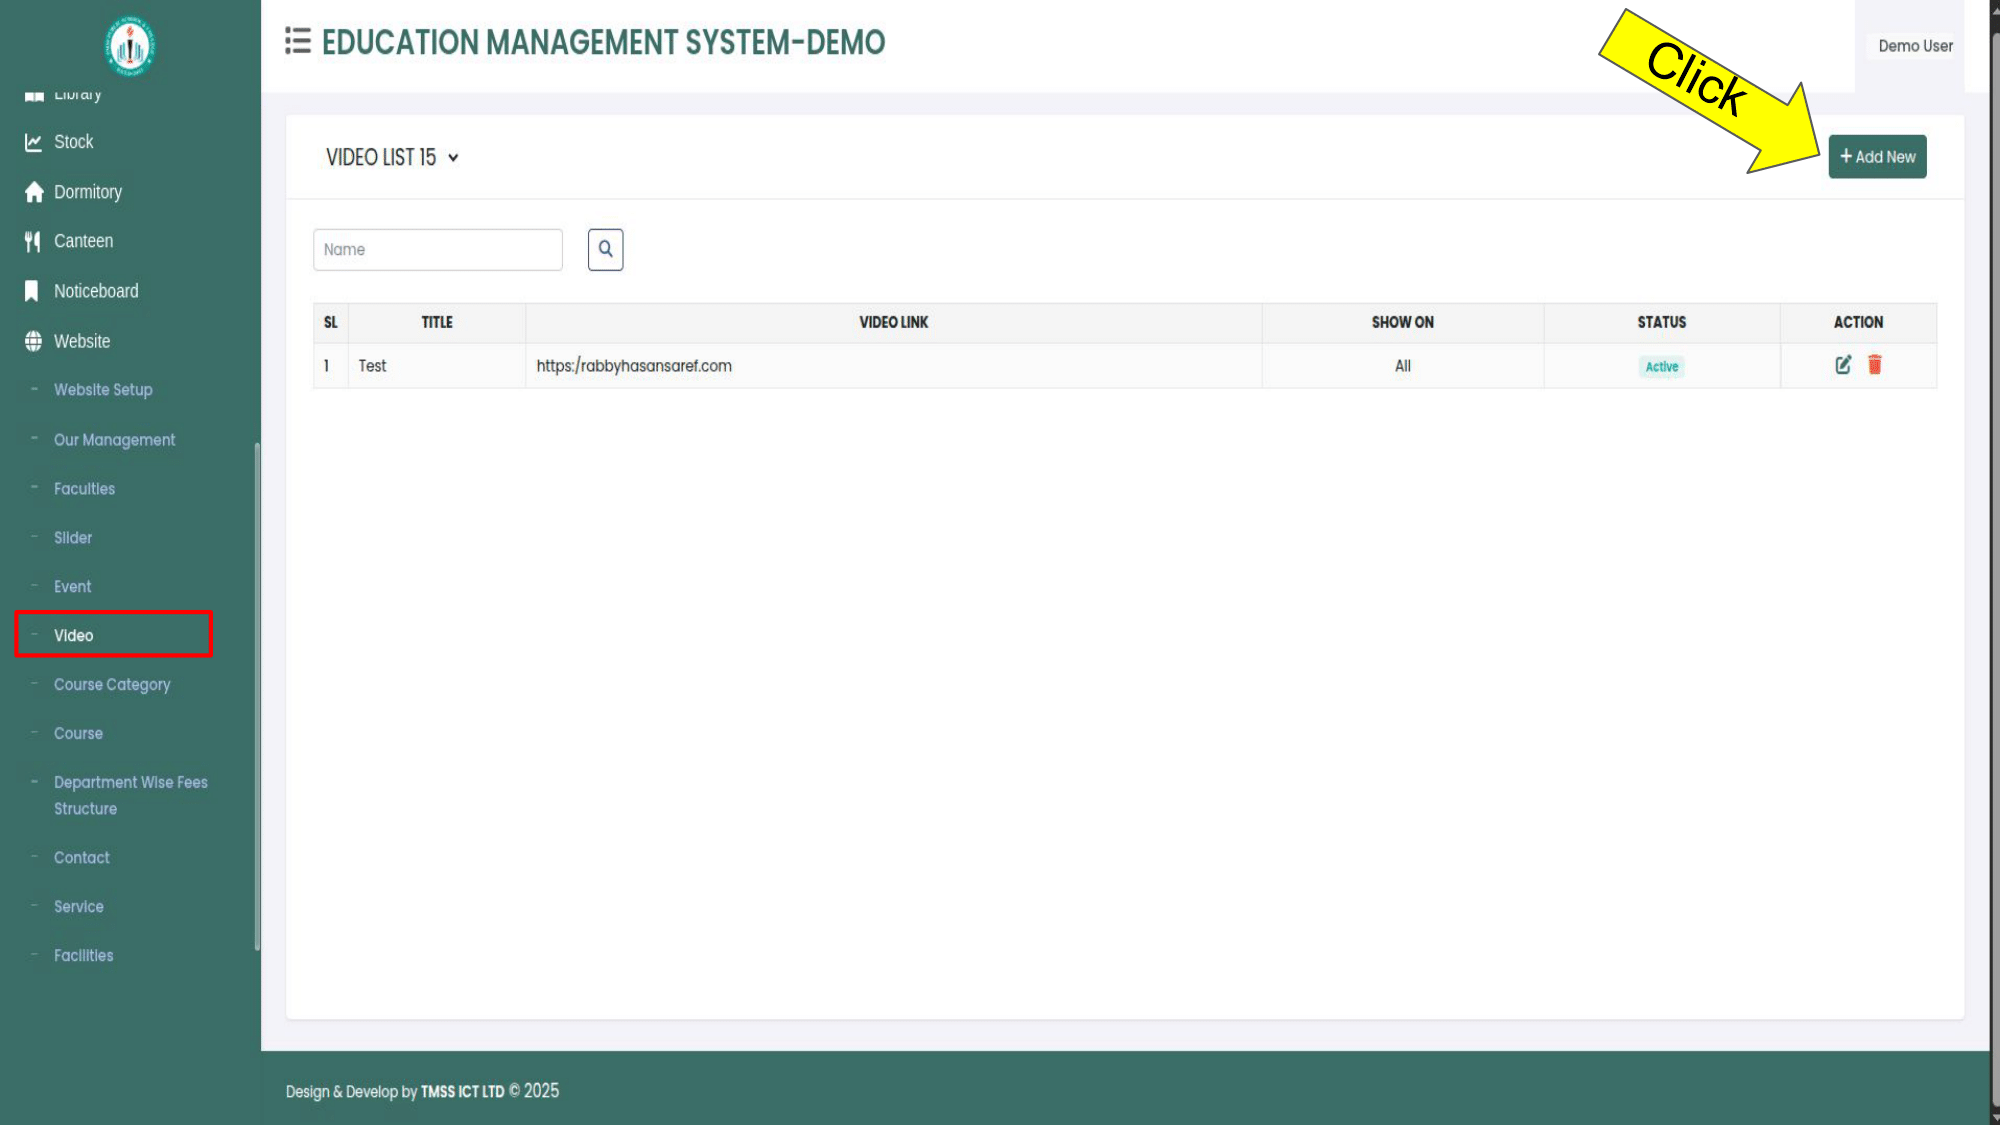 EDUCATION MANAGEMENT SYSTEM-DEMO
Click
Demo User
Library
Stock
Dormitory
Canteen
Noticeboard
Website
- Website Setup
- Our Management
- Faculties
- Slider
- Event
- Video
- Course Category
- Course
- Department Wise Fees
Structure
- Contact
- Service
- Facilities
VIDEO LIST 15
+ Add New
Name
SL TITLE VIDEO LINK SHOW ON STATUS ACTION
1 Test https:/rabbyhasansaref.com All Active
Design & Develop by TMSS ICT LTD © 2025